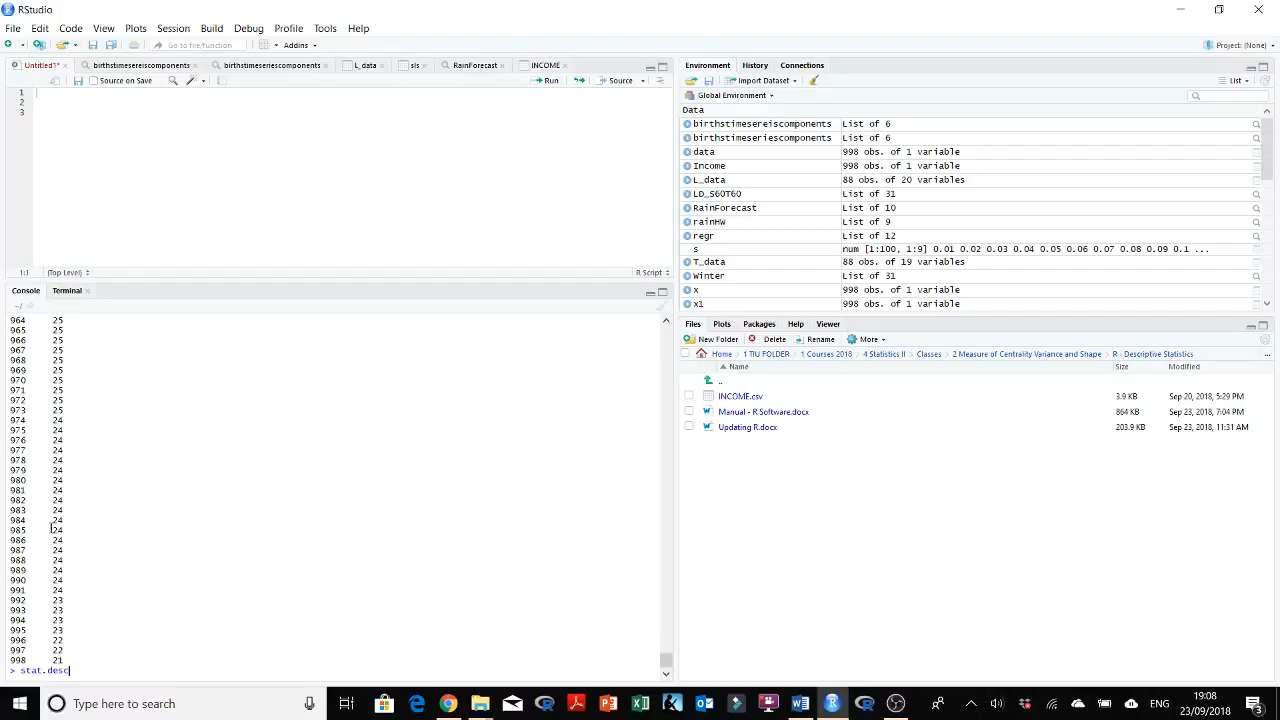 RStudio
File Edit Code View Plots Session Build Debug Profile Tools Help
Go to file/function Addins Project: (None)
Untitled1* birthstimesereiscomponents birthstimeseriescomponents L_data sls RainForecast INCOME
Source on Save Run Source
1
2
3
1:1 (Top Level) R Script
Console Terminal
~/
964 25
965 25
966 25
967 25
968 25
969 25
970 25
971 25
972 25
973 25
974 24
975 24
976 24
977 24
978 24
979 24
980 24
981 24
982 24
983 24
984 24
985 24
986 24
987 24
988 24
989 24
990 24
991 24
992 23
993 23
994 23
995 23
996 22
997 22
998 21
> stat.desc
Environment History Connections
Import Dataset List
Global Environment
Data
birthstimesereiscomponents List of 6
birthstimeseriescomponents List of 6
data 998 obs. of 1 variable
Income 998 obs. of 1 variable
L_data 88 obs. of 20 variables
LD_S60T60 List of 31
RainForecast List of 10
rainHW List of 9
regr List of 12
s num [1:100, 1:9] 0.01 0.02 0.03 0.04 0.05 0.06 0.07 0.08 0.09 0.1 ...
T_data 88 obs. of 19 variables
Winter List of 31
x 998 obs. of 1 variable
x1 998 obs. of 1 variable
Files Plots Packages Help Viewer
New Folder Delete Rename More
Home 1 TIU FOLDER 1 Courses 2018 4 Statistics II Classes 2 Measure of Centrality Variance and Shape R - Descriptive Statistics ...
Name Size Modified
..
INCOME.csv Sep 20, 2018, 5:29 PM
Manual - R Software.docx Sep 23, 2018, 7:04 PM
Updating R.docx 203.9 KB Sep 23, 2018, 11:31 AM
Type here to search
19:08
23/09/2018
3